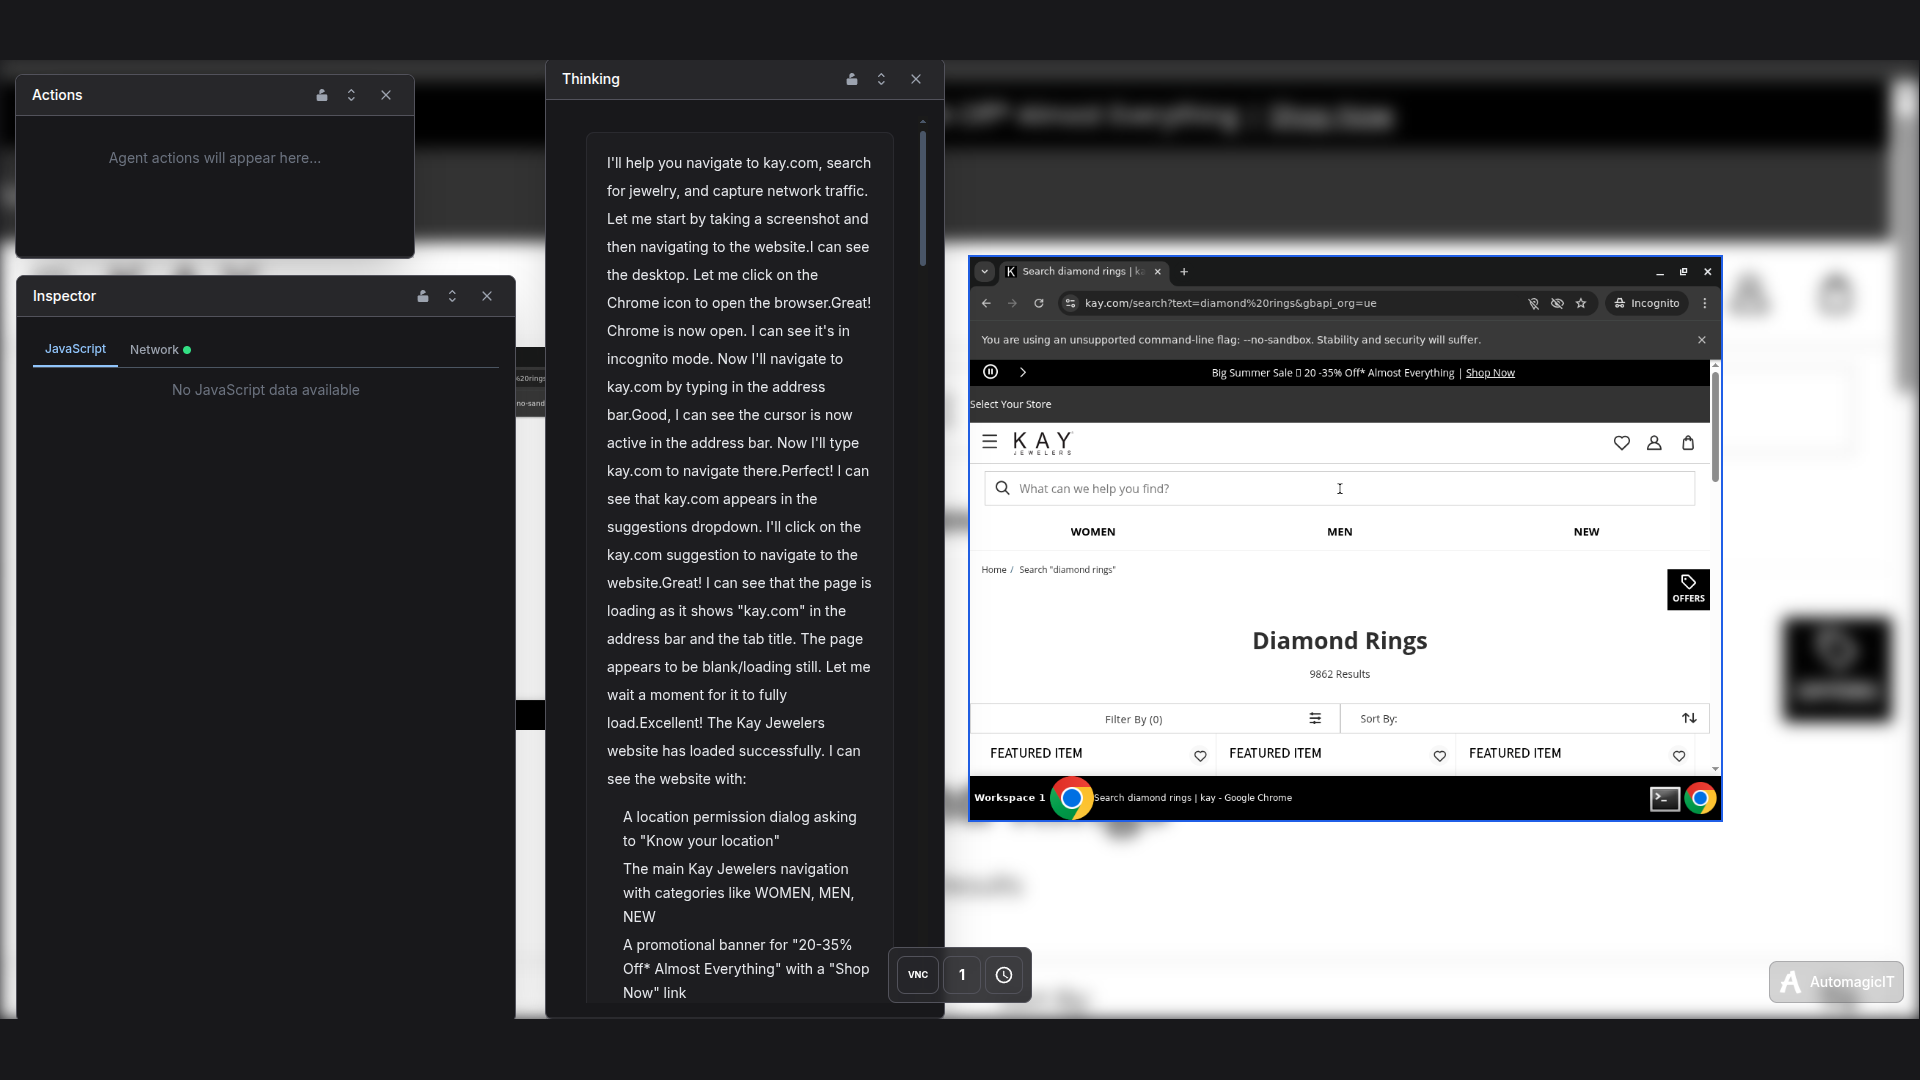 Actions
Agent actions will appear here...
Inspector
JavaScript
Network
No JavaScript data available
Thinking
I'll help you navigate to kay.com, search
for jewelry, and capture network traffic.
Let me start by taking a screenshot and
then navigating to the website.I can see
the desktop. Let me click on the
Chrome icon to open the browser.Great!
Chrome is now open. I can see it's in
incognito mode. Now I'll navigate to
kay.com by typing in the address
bar.Good, I can see the cursor is now
active in the address bar. Now I'll type
kay.com to navigate there.Perfect! I can
see that kay.com appears in the
suggestions dropdown. I'll click on the
kay.com suggestion to navigate to the
website.Great! I can see that the page is
loading as it shows "kay.com" in the
address bar and the tab title. The page
appears to be blank/loading still. Let me
wait a moment for it to fully
load.Excellent! The Kay Jewelers
website has loaded successfully. I can
see the website with:
A location permission dialog asking
to "Know your location"
The main Kay Jewelers navigation
with categories like WOMEN, MEN,
NEW
A promotional banner for "20-35%
Off* Almost Everything" with a "Shop
Now" link
VNC
1
K
Search diamond rings | ka
kay.com/search?text=diamond%20rings&gbapi_org=ue
Incognito
You are using an unsupported command-line flag: --no-sandbox. Stability and security will suffer.
Big Summer Sale 20 -35% Off* Almost Everything | Shop Now
Select Your Store
KAY
JEWELERS
What can we help you find?
WOMEN MEN NEW
Home / Search "diamond rings"
OFFERS
Diamond Rings
9862 Results
Filter By (0)
Sort By:
FEATURED ITEM FEATURED ITEM FEATURED ITEM
Workspace 1
Search diamond rings | kay - Google Chrome
AutomagicIT